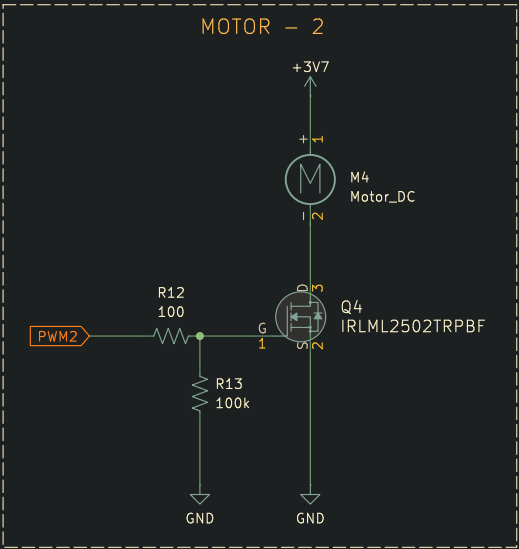 MOTOR - 2
+3V7
+ 1
M
M4
Motor_DC
- 2
D 3
R12
100
Q4
IRLML2502TRPBF
PWM2
G
1
S 2
R13
100k
GND
GND